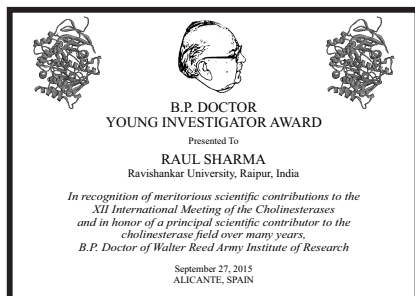 B.P. DOCTOR
YOUNG INVESTIGATOR AWARD
Presented To
RAUL SHARMA
Ravishankar University, Raipur, India
In recognition of meritorious scientific contributions to the
XII International Meeting of the Cholinesterases
and in honor of a principal scientific contributor to the
cholinesterase field over many years,
B.P. Doctor of Walter Reed Army Institute of Research
September 27, 2015
ALICANTE, SPAIN